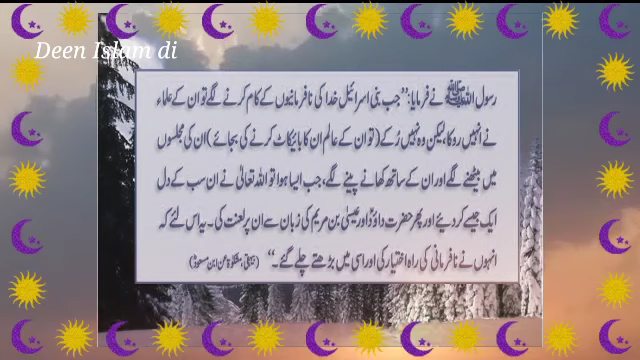 Deen Islam di
رسول اللہ ﷺ نے فرمایا: ”جب بنی اسرائیل خدا کی نافرمانیوں کے کام کرنے لگے تو ان کے علماء
نے انہیں روکا، لیکن وہ نہیں رُکے (تو ان کے عالم ان کا بائیکاٹ کرنے کی بجائے) ان کی مجلسوں
میں بیٹھنے لگے اور ان کے ساتھ کھانے پینے لگے، جب ایسا ہوا تو اللہ تعالیٰ نے ان سب کے دل
ایک جیسے کر دیئے اور پھر حضرت داؤدؑ اور عیسیٰ بن مریم کی زبان سے ان پر لعنت کی۔ یہ اس لئے کہ
انہوں نے نافرمانی کی راہ اختیار کی اور اسی میں بڑھتے چلے گئے۔“ (بیہقی، مشکوٰۃ عن ابن مسعودؓ)